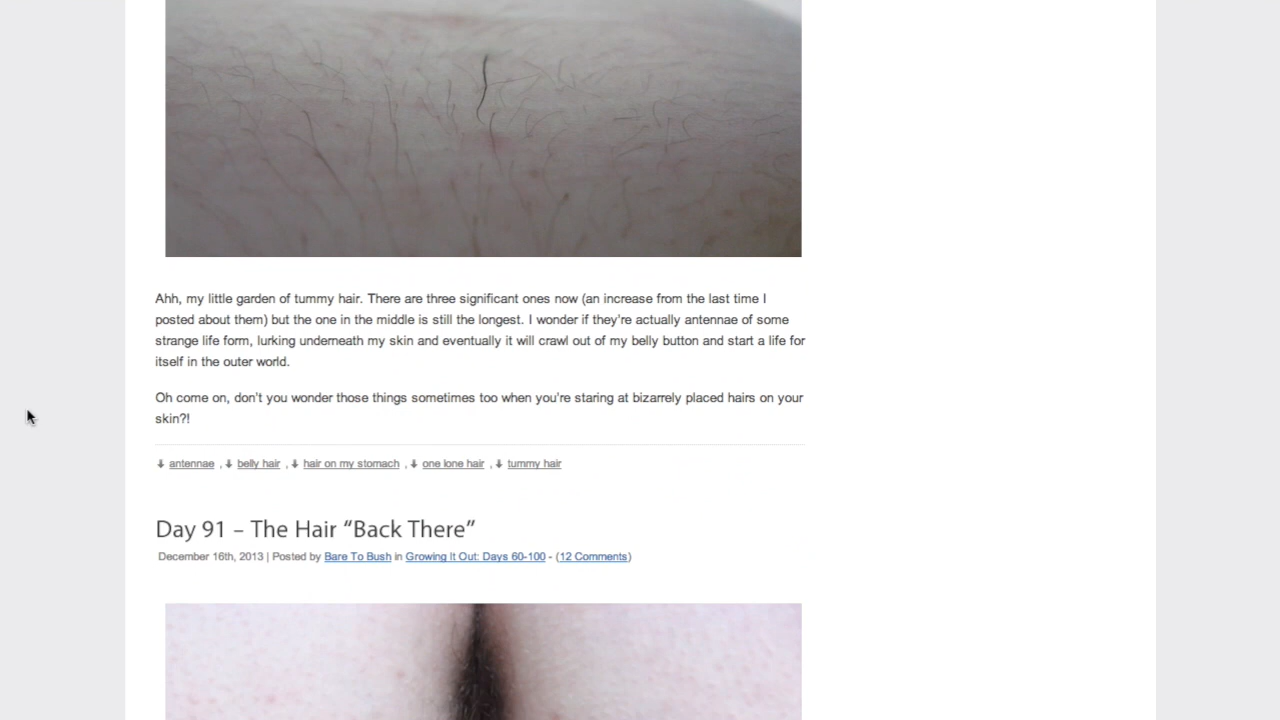 Ahh, my little garden of tummy hair. There are three significant ones now (an increase from the last time I
posted about them) but the one in the middle is still the longest. I wonder if they're actually antennae of some
strange life form, lurking underneath my skin and eventually it will crawl out of my belly button and start a life for
itself in the outer world.
Oh come on, don't you wonder those things sometimes too when you're staring at bizarrely placed hairs on your
skin?!
antennae , belly hair , hair on my stomach , one lone hair , tummy hair
Day 91 – The Hair “Back There”
December 16th, 2013 | Posted by Bare To Bush in Growing It Out: Days 60-100 - (12 Comments)